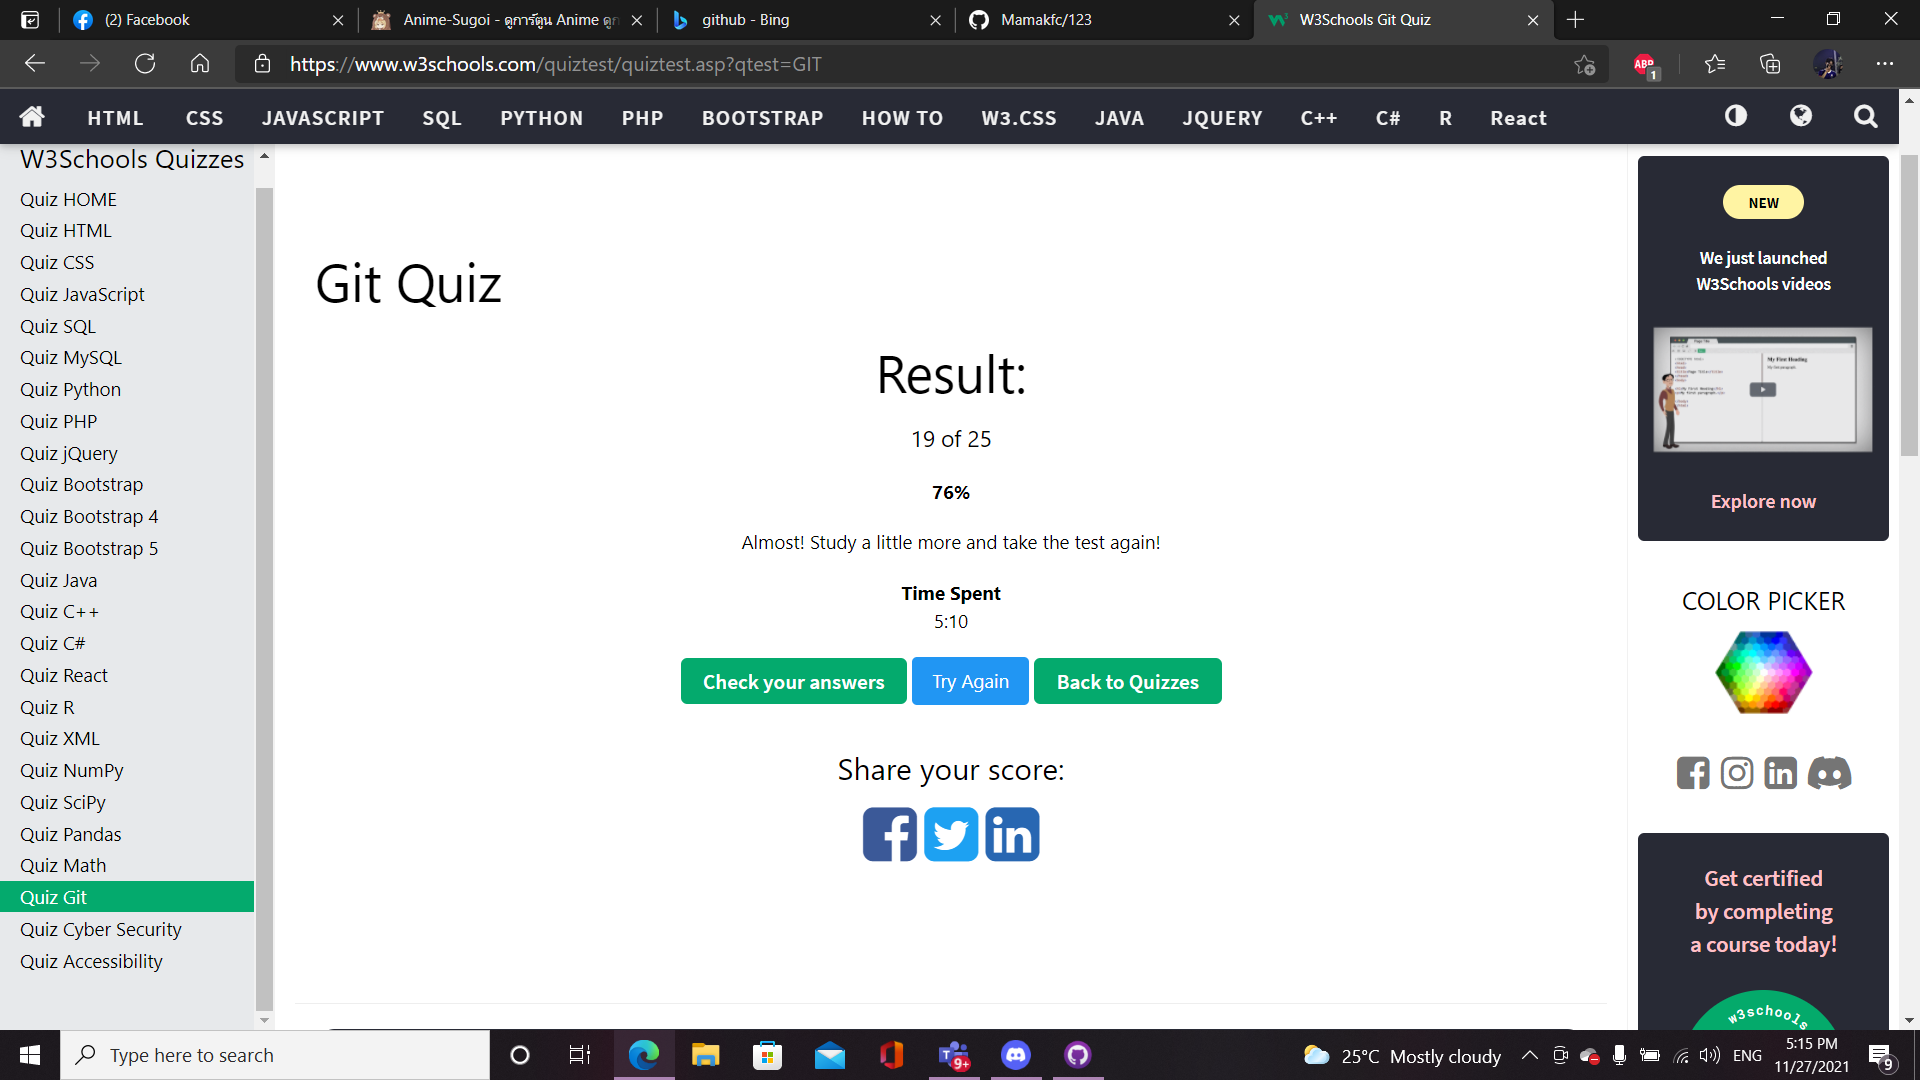 (2) Facebook
Anime-Sugoi - ดูการ์ตูน Anime ดูก
github - Bing
Mamakfc/123
W3Schools Git Quiz
https://www.w3schools.com/quiztest/quiztest.asp?qtest=GIT
ABP
1
HTML CSS JAVASCRIPT SQL PYTHON PHP BOOTSTRAP HOW TO W3.CSS JAVA JQUERY C++ C# R React
W3Schools Quizzes
Quiz HOME
Quiz HTML
Quiz CSS
Quiz JavaScript
Quiz SQL
Quiz MySQL
Quiz Python
Quiz PHP
Quiz jQuery
Quiz Bootstrap
Quiz Bootstrap 4
Quiz Bootstrap 5
Quiz Java
Quiz C++
Quiz C#
Quiz React
Quiz R
Quiz XML
Quiz NumPy
Quiz SciPy
Quiz Pandas
Quiz Math
Quiz Git
Quiz Cyber Security
Quiz Accessibility
Git Quiz
Result:
19 of 25
76%
Almost! Study a little more and take the test again!
Time Spent
5:10
Check your answers
Try Again
Back to Quizzes
Share your score:
NEW
We just launched
W3Schools videos
My First Heading
Explore now
COLOR PICKER
Get certified
by completing
a course today!
w3schools
Type here to search
9+
25°C Mostly cloudy
ENG
5:15 PM
11/27/2021
9